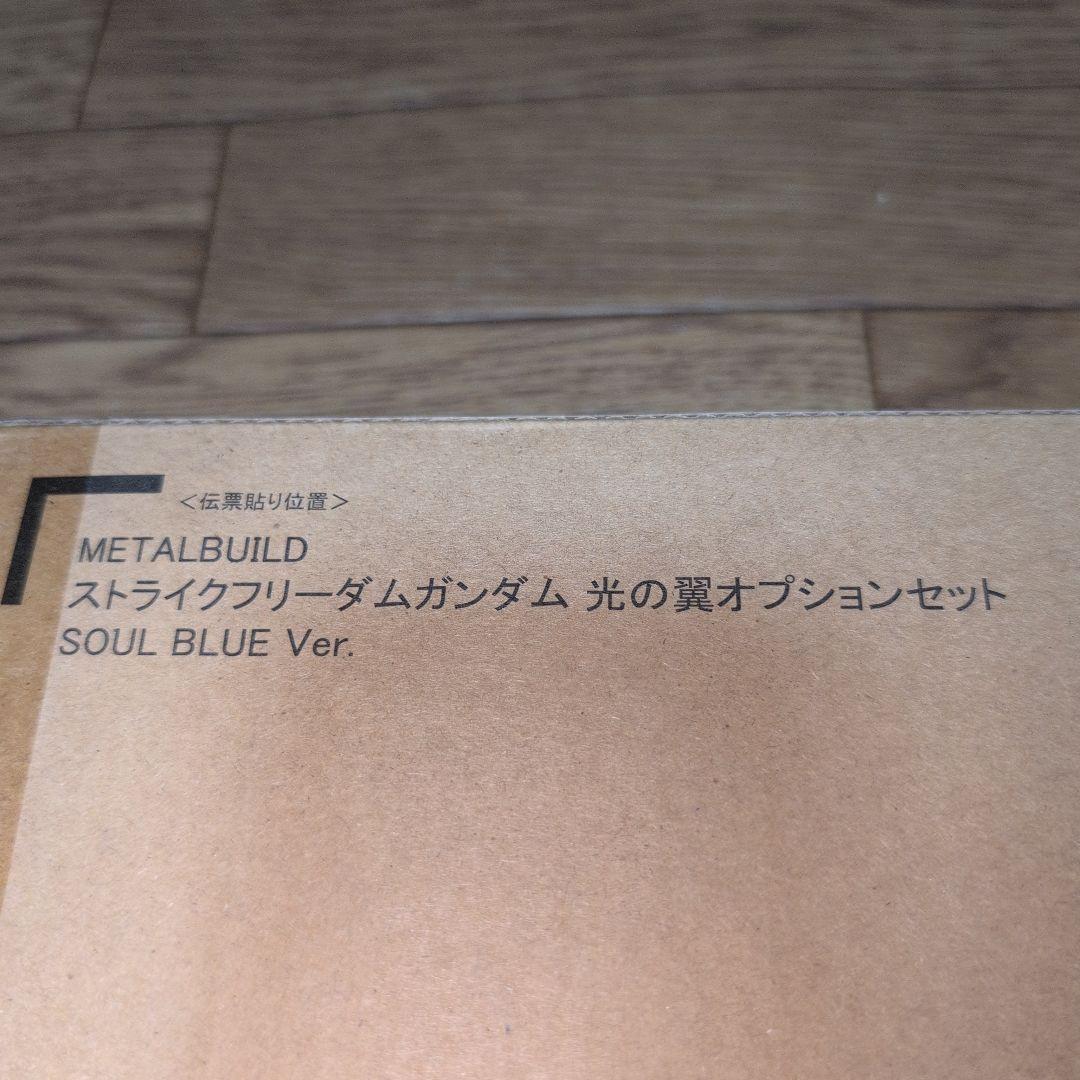 ＜伝票貼り位置＞
METALBUILD
ストライクフリーダムガンダム 光の翼オプションセット
SOUL BLUE Ver.